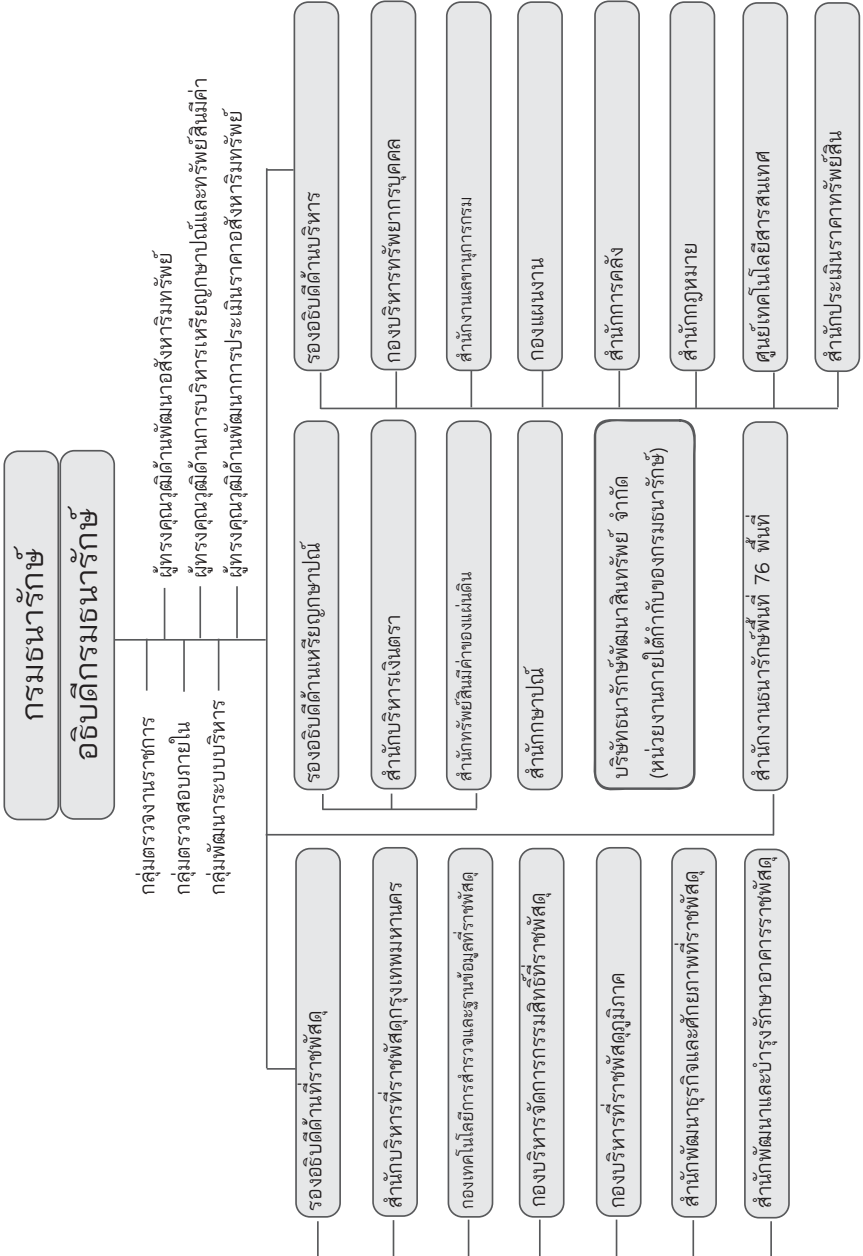 กรมธนารักษ์
อธิบดีกรมธนารักษ์
กลุ่มตรวจงานราชการ
กลุ่มตรวจสอบภายใน
กลุ่มพัฒนาระบบบริหาร
ผู้ทรงคุณวุฒิด้านพัฒนาอสังหาริมทรัพย์
ผู้ทรงคุณวุฒิด้านการบริหารเหรียญกษาปณ์และทรัพย์สินมีค่า
ผู้ทรงคุณวุฒิด้านพัฒนาการประเมินราคาอสังหาริมทรัพย์
รองอธิบดีด้านที่ราชพัสดุ
สำนักบริหารที่ราชพัสดุกรุงเทพมหานคร
กองเทคโนโลยีการสำรวจและฐานข้อมูลที่ราชพัสดุ
กองบริหารจัดการกรรมสิทธิ์ที่ราชพัสดุ
กองบริหารที่ราชพัสดุภูมิภาค
สำนักพัฒนาธุรกิจและศักยภาพที่ราชพัสดุ
สำนักพัฒนาและบำรุงรักษาอาคารราชพัสดุ
รองอธิบดีด้านเหรียญกษาปณ์
สำนักบริหารเงินตรา
สำนักทรัพย์สินมีค่าของแผ่นดิน
สำนักกษาปณ์
บริษัทธนารักษ์พัฒนาสินทรัพย์ จำกัด
(หน่วยงานภายใต้กำกับของกรมธนารักษ์)
สำนักงานธนารักษ์พื้นที่ 76 พื้นที่
รองอธิบดีด้านบริหาร
กองบริหารทรัพยากรบุคคล
สำนักงานเลขานุการกรม
กองแผนงาน
สำนักการคลัง
สำนักกฎหมาย
ศูนย์เทคโนโลยีสารสนเทศ
สำนักประเมินราคาทรัพย์สิน